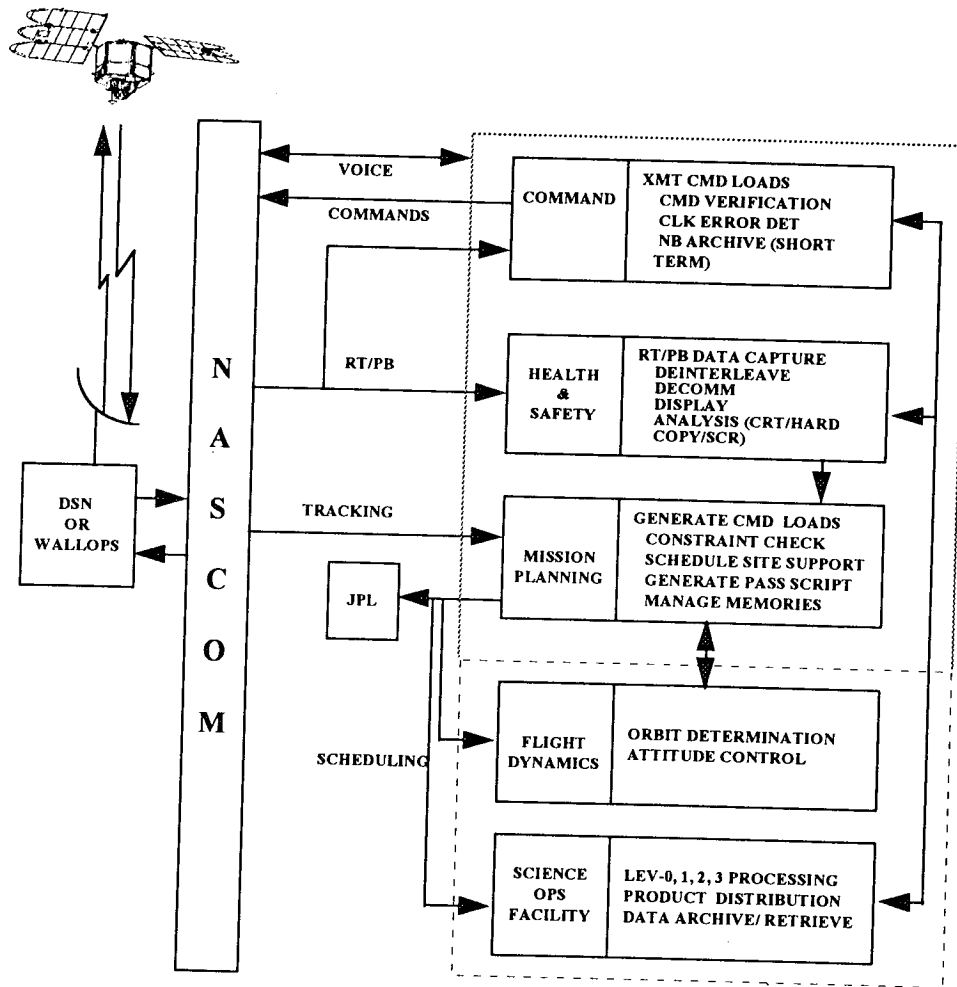 VOICE
COMMANDS
COMMAND
XMT CMD LOADS
CMD VERIFICATION
CLK ERROR DET
NB ARCHIVE (SHORT
TERM)
RT/PB
HEALTH
&
SAFETY
RT/PB DATA CAPTURE
DEINTERLEAVE
DECOMM
DISPLAY
ANALYSIS (CRT/HARD
COPY/SCR)
N
A
S
C
O
M
DSN
OR
WALLOPS
TRACKING
MISSION
PLANNING
GENERATE CMD LOADS
CONSTRAINT CHECK
SCHEDULE SITE SUPPORT
GENERATE PASS SCRIPT
MANAGE MEMORIES
JPL
SCHEDULING
FLIGHT
DYNAMICS
ORBIT DETERMINATION
ATTITUDE CONTROL
SCIENCE
OPS
FACILITY
LEV-0, 1, 2, 3 PROCESSING
PRODUCT DISTRIBUTION
DATA ARCHIVE/ RETRIEVE